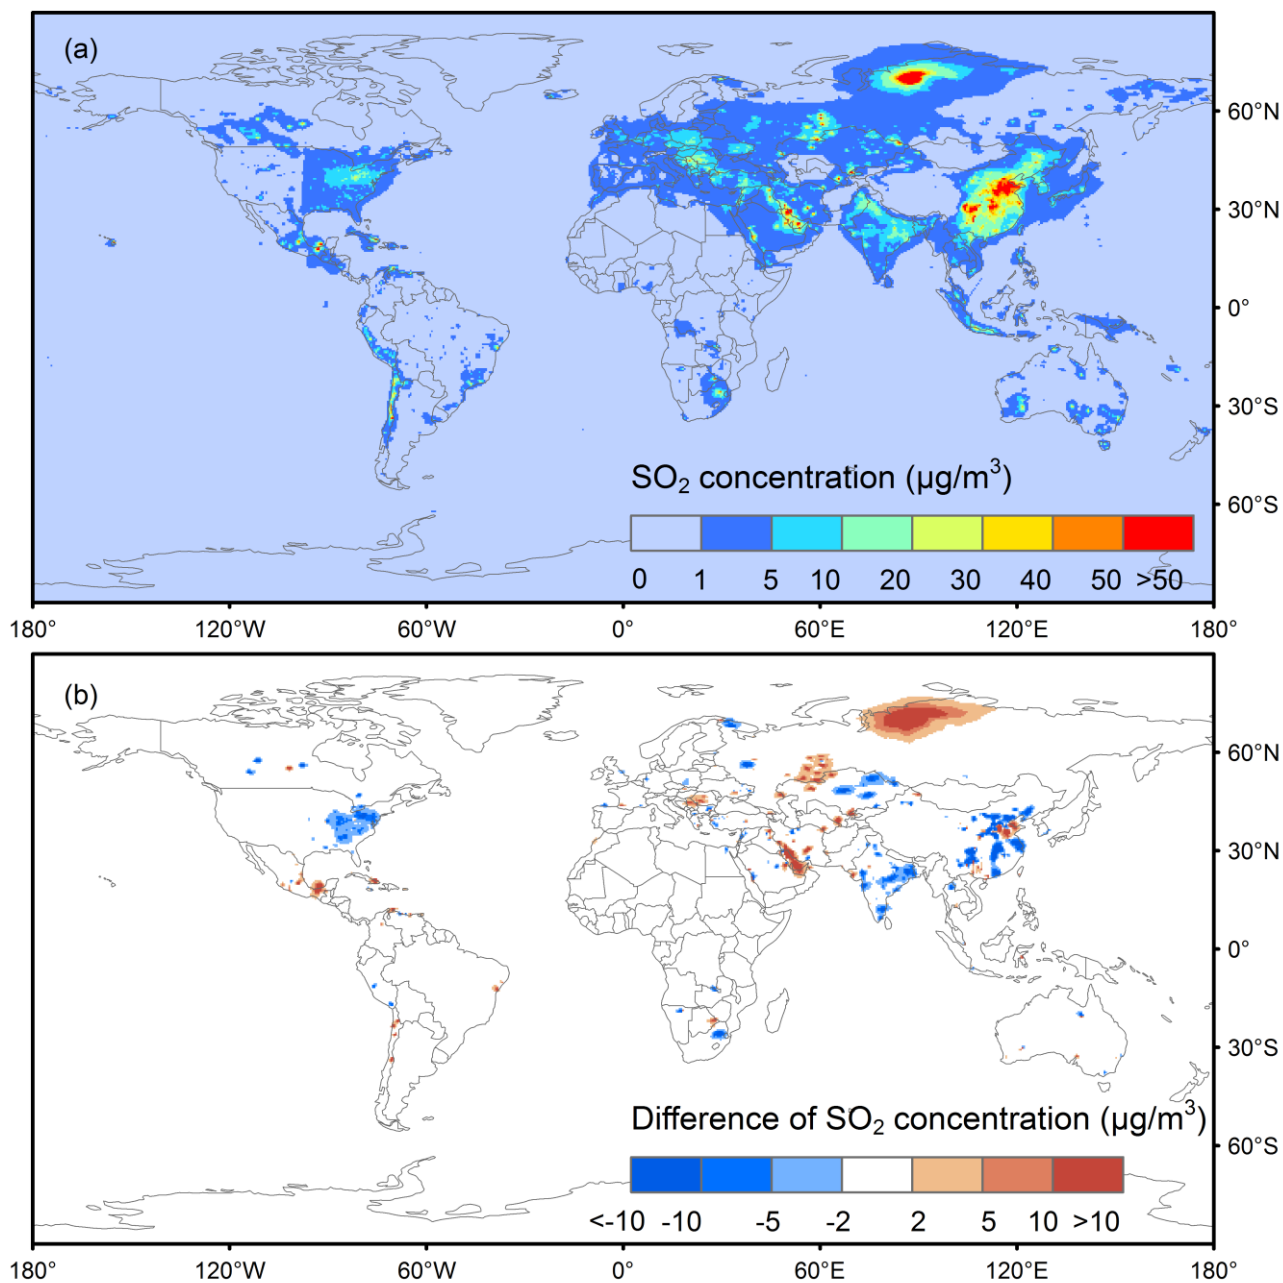 (a)
60°N
30°N
0°
30°S
60°S
SO₂ concentration (µg/m³)
0 1 5 10 20 30 40 50 >50
180° 120°W 60°W 0° 60°E 120°E 180°
(b)
60°N
30°N
0°
30°S
60°S
Difference of SO₂ concentration (µg/m³)
<-10 -10 -5 -2 2 5 10 >10
180° 120°W 60°W 0° 60°E 120°E 180°